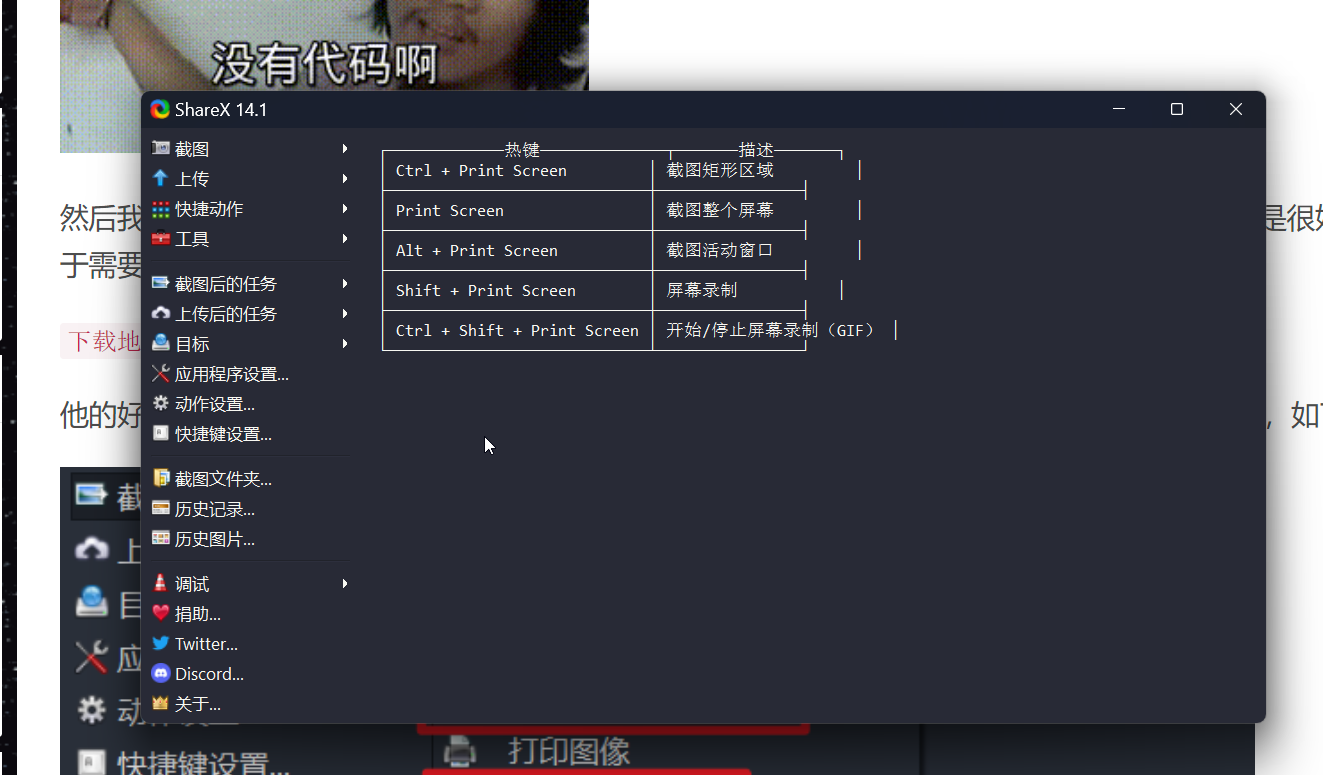 没有代码啊
ShareX 14.1
截图
上传
快捷动作
工具
截图后的任务
上传后的任务
目标
应用程序设置...
动作设置...
快捷键设置...
截图文件夹...
历史记录...
历史图片...
调试
捐助...
Twitter...
Discord...
关于...
热键 描述
Ctrl + Print Screen 截图矩形区域
Print Screen 截图整个屏幕
Alt + Print Screen 截图活动窗口
Shift + Print Screen 屏幕录制
Ctrl + Shift + Print Screen 开始/停止屏幕录制（GIF）
然后我
是很
于需要
下载地
他的好
，如
截
上
目
应
动
快捷键设置...
打印图像